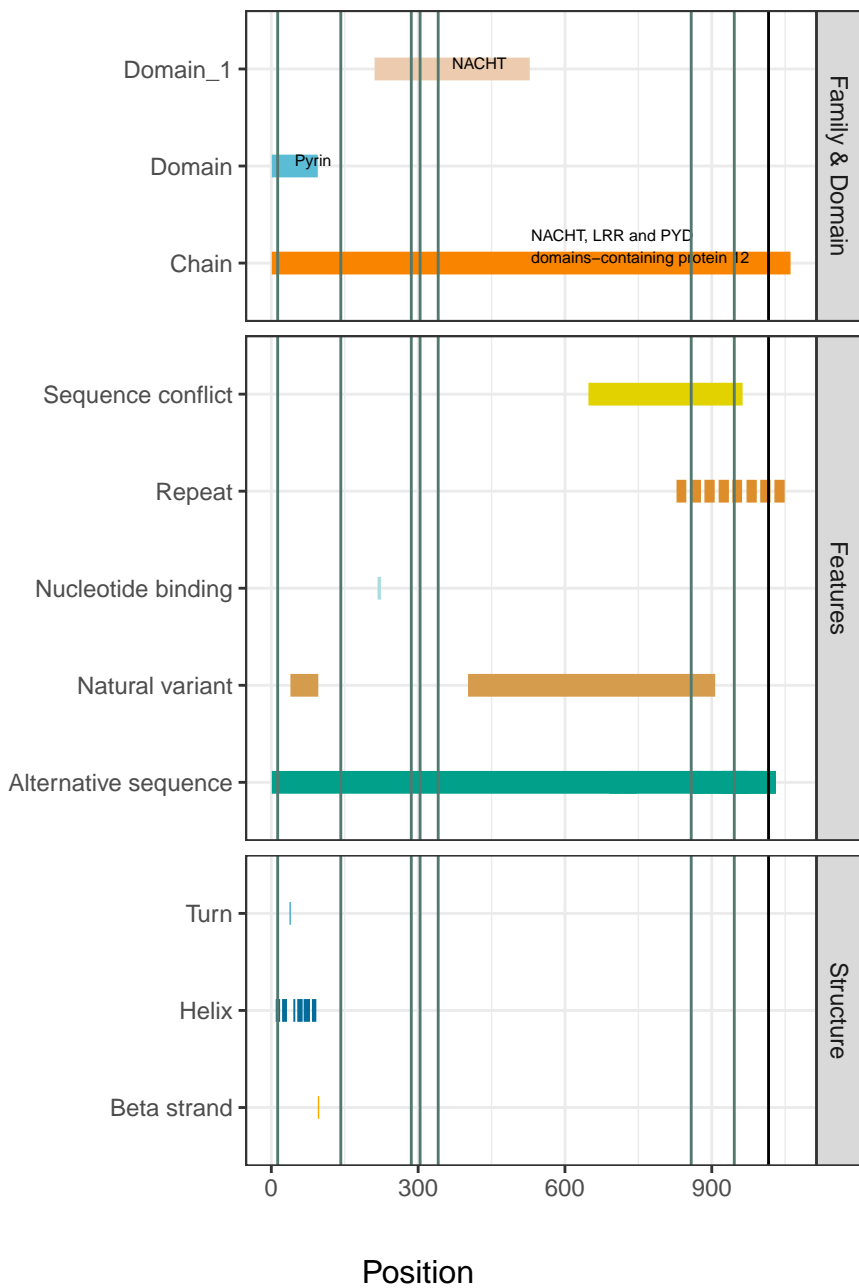 Domain_1
NACHT
Domain
Pyrin
Chain
NACHT, LRR and PYD
domains−containing protein 12
Family & Domain
Sequence conflict
Repeat
Nucleotide binding
Natural variant
Alternative sequence
Features
Turn
Helix
Beta strand
Structure
0 300 600 900
Position